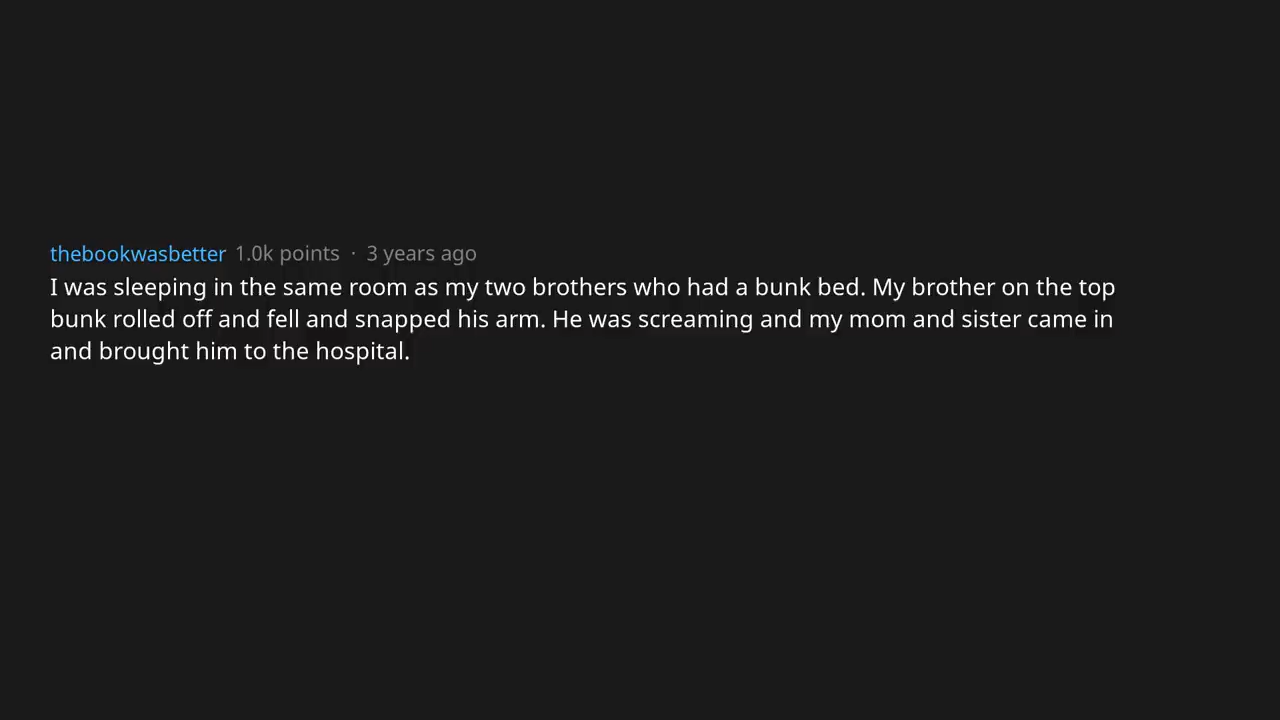 thebookwasbetter 1.0k points · 3 years ago
I was sleeping in the same room as my two brothers who had a bunk bed. My brother on the top
bunk rolled off and fell and snapped his arm. He was screaming and my mom and sister came in
and brought him to the hospital.